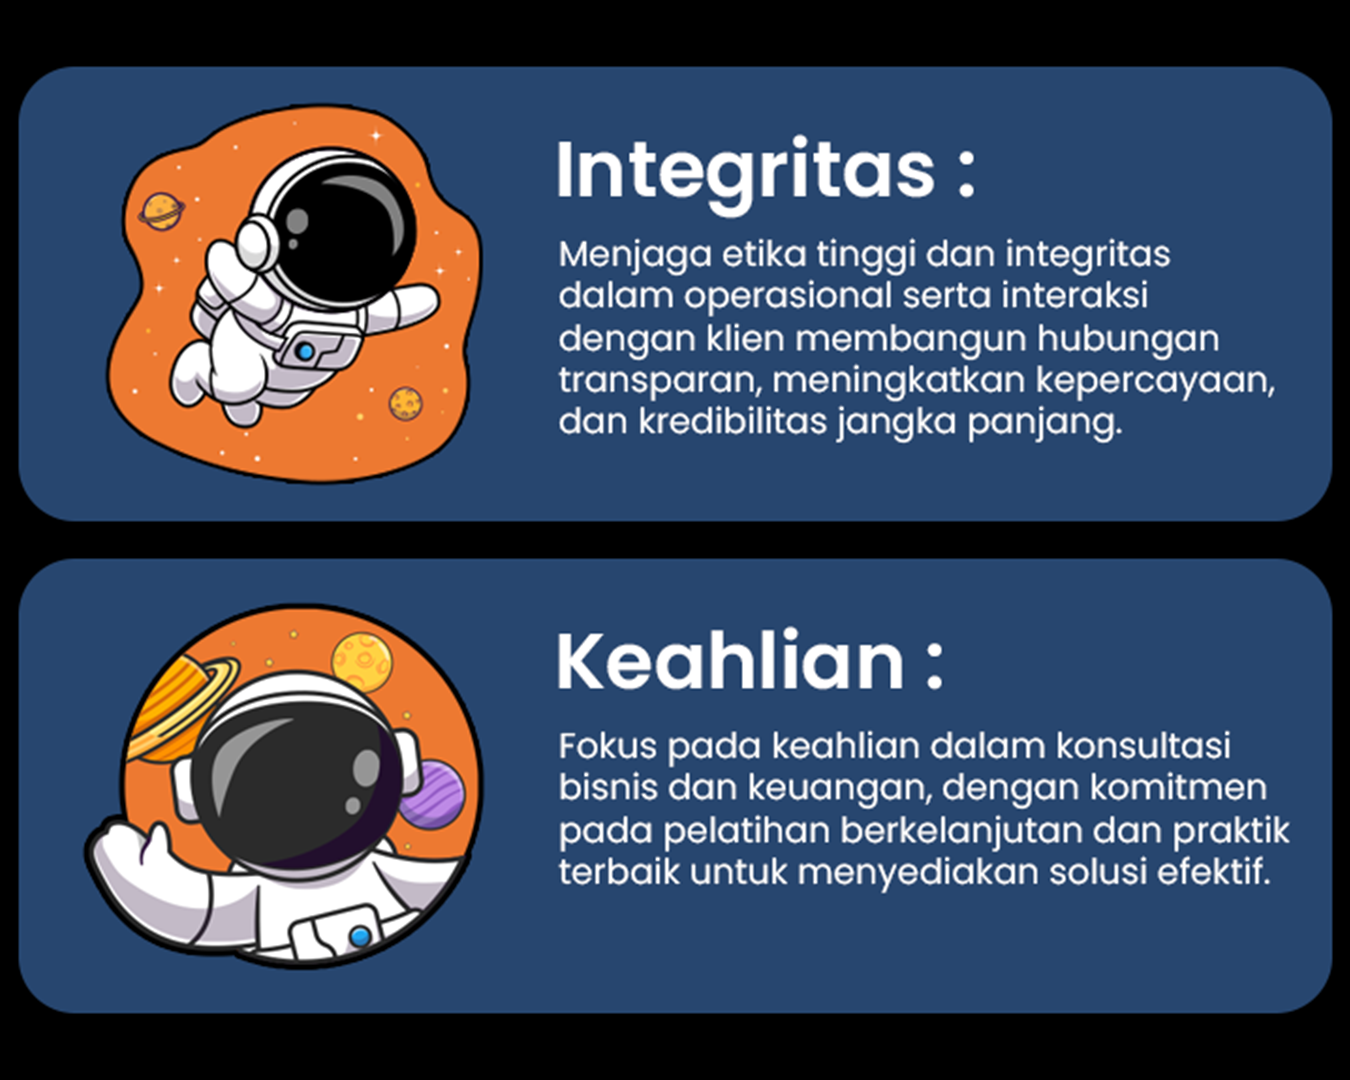 Integritas :
Menjaga etika tinggi dan integritas
dalam operasional serta interaksi
dengan klien membangun hubungan
transparan, meningkatkan kepercayaan,
dan kredibilitas jangka panjang.
Keahlian :
Fokus pada keahlian dalam konsultasi
bisnis dan keuangan, dengan komitmen
pada pelatihan berkelanjutan dan praktik
terbaik untuk menyediakan solusi efektif.